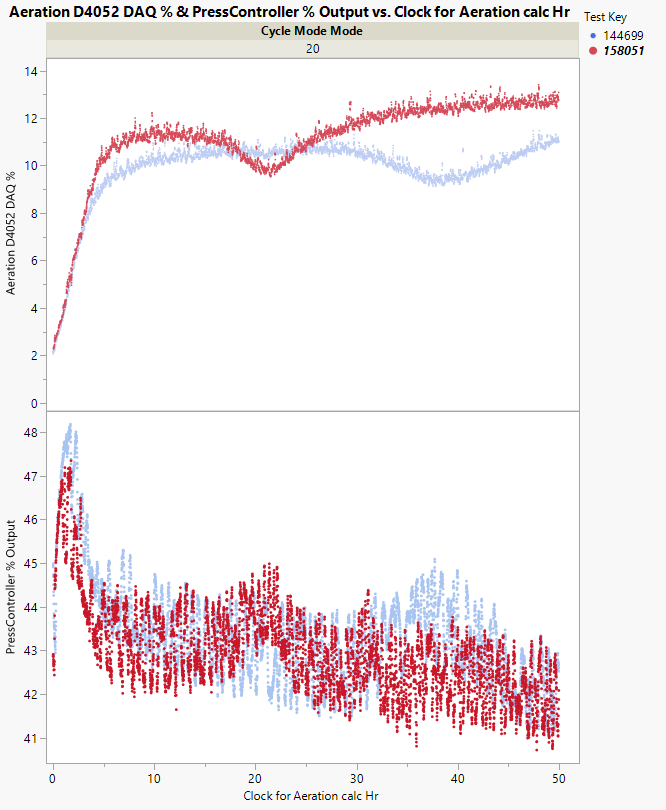 Aeration D4052 DAQ % & PressController % Output vs. Clock for Aeration calc Hr
Cycle Mode Mode
20
Test Key
144699
158051
14
12
10
8
6
4
2
0
Aeration D4052 DAQ %
48
47
46
45
44
43
42
41
PressController % Output
0 10 20 30 40 50
Clock for Aeration calc Hr